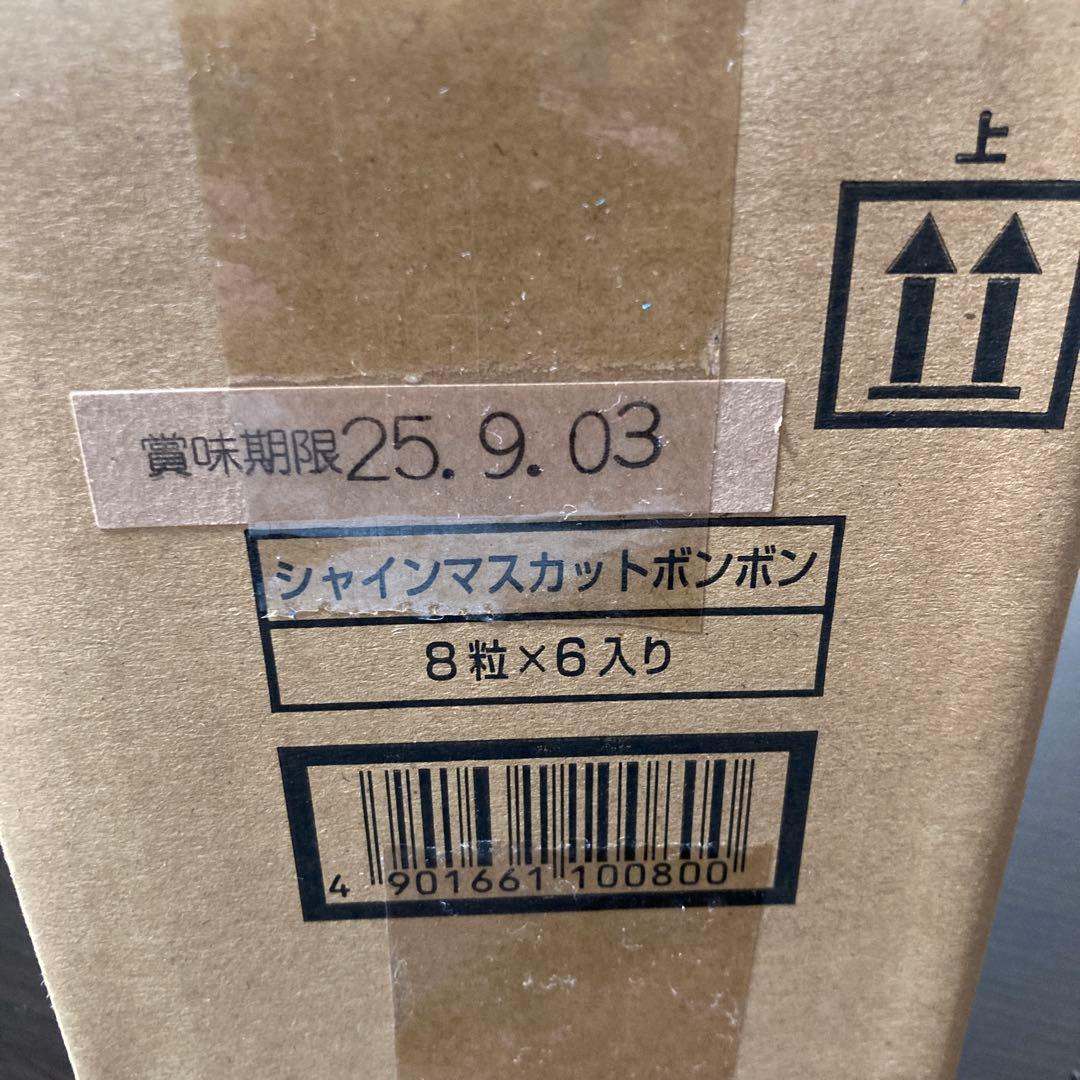 上
賞味期限25.9.03
シャインマスカットボンボン
8粒×6入り
4 901661 100800